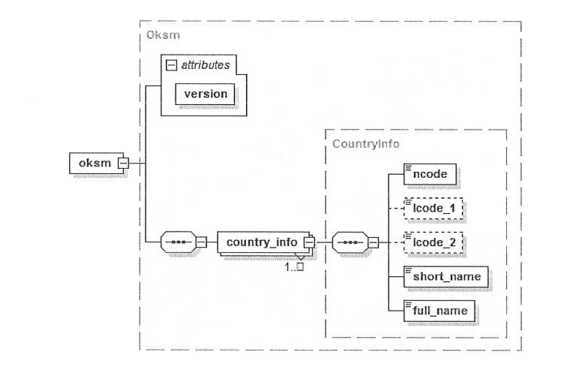 Oksm
attributes
version
CountryInfo
oksm
ncode
lcode_1
country_info
lcode_2
1..
short_name
full_name